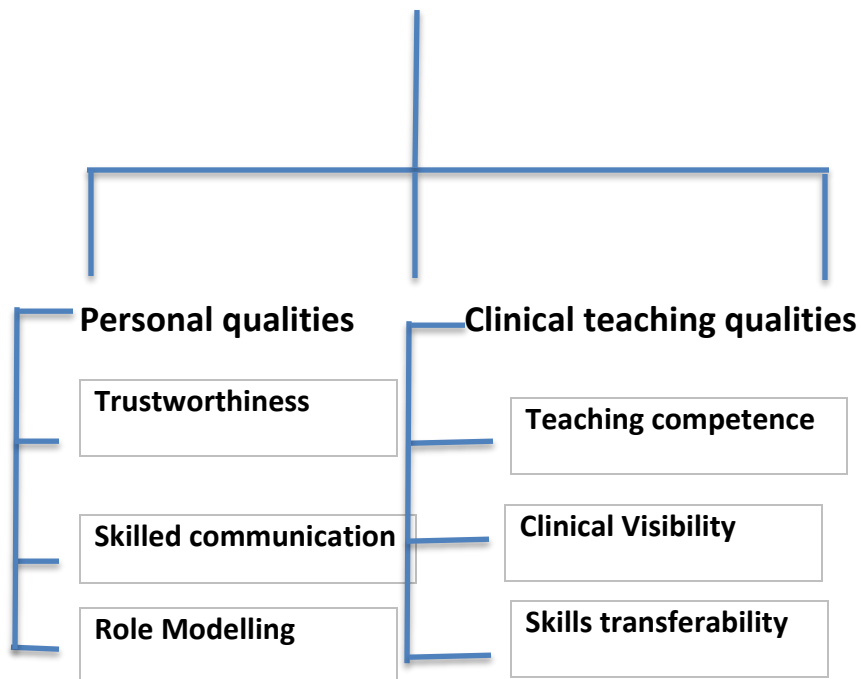 Personal qualities
Trustworthiness
Skilled communication
Role Modelling
Clinical teaching qualities
Teaching competence
Clinical Visibility
Skills transferability